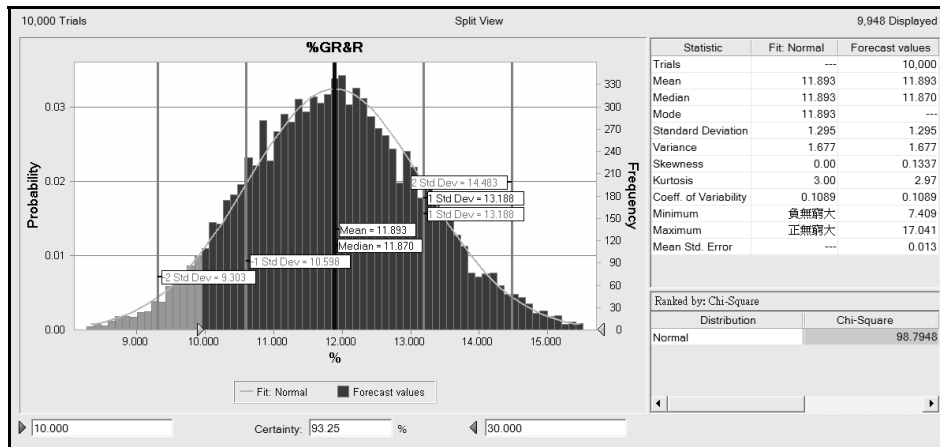 10,000 Trials
Split View
9,948 Displayed
%GR&R
Probability
0.03
0.02
0.01
0.00
330
300
270
240
210
180
150
120
90
60
30
0
Frequency
2 Std Dev = 14.483
1 Std Dev = 13.188
1 Std Dev = 13.188
Mean = 11.893
Median = 11.870
-1 Std Dev = 10.598
-2 Std Dev = 9.303
9.000 10.000 11.000 12.000 13.000 14.000 15.000
%
Fit: Normal Forecast values
Statistic Fit: Normal Forecast values
Trials --- 10,000
Mean 11.893 11.893
Median 11.893 11.870
Mode 11.893 ---
Standard Deviation 1.295 1.295
Variance 1.677 1.677
Skewness 0.00 0.1337
Kurtosis 3.00 2.97
Coeff. of Variability 0.1089 0.1089
Minimum 負無窮大 7.409
Maximum 正無窮大 17.041
Mean Std. Error --- 0.013
Ranked by: Chi-Square
Distribution Chi-Square
Normal 98.7948
10.000 Certainty: 93.25 % 30.000